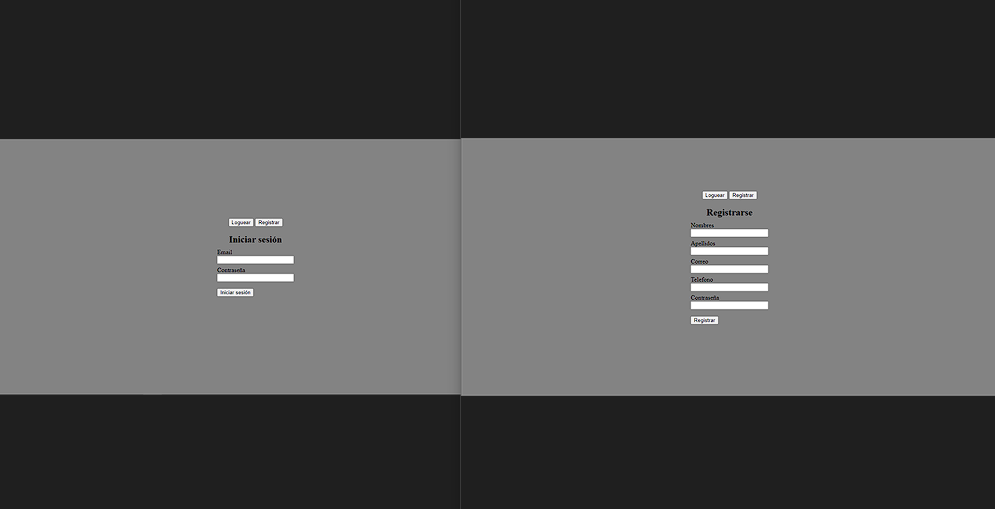 Loguear Registrar
Iniciar sesión
Email
Contraseña
Iniciar sesión
Loguear Registrar
Registrarse
Nombres
Apellidos
Correo
Telefono
Contraseña
Registrar